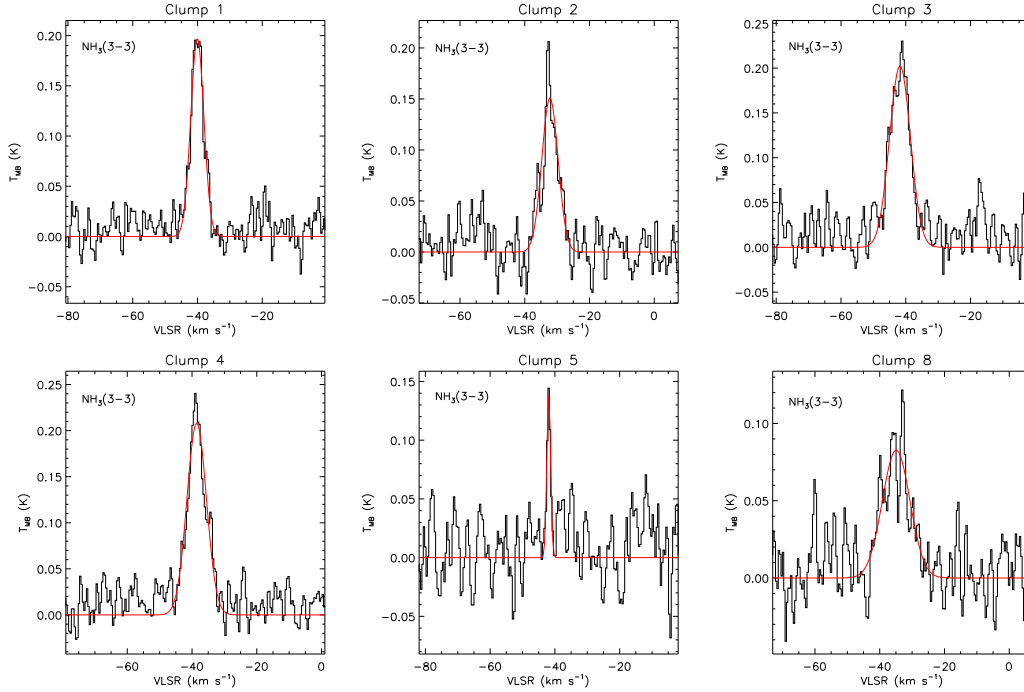 Clump 1
NH₃(3−3)
T_MB (K)
0.20
0.15
0.10
0.05
0.00
−0.05
−80 −60 −40 −20
VLSR (km s⁻¹)
Clump 2
NH₃(3−3)
T_MB (K)
0.20
0.15
0.10
0.05
0.00
−0.05
−60 −40 −20 0
VLSR (km s⁻¹)
Clump 3
NH₃(3−3)
T_MB (K)
0.25
0.20
0.15
0.10
0.05
0.00
−0.05
−80 −60 −40 −20
VLSR (km s⁻¹)
Clump 4
NH₃(3−3)
T_MB (K)
0.25
0.20
0.15
0.10
0.05
0.00
−60 −40 −20 0
VLSR (km s⁻¹)
Clump 5
NH₃(3−3)
T_MB (K)
0.15
0.10
0.05
0.00
−0.05
−80 −60 −40 −20
VLSR (km s⁻¹)
Clump 8
NH₃(3−3)
T_MB (K)
0.10
0.05
0.00
−60 −40 −20 0
VLSR (km s⁻¹)